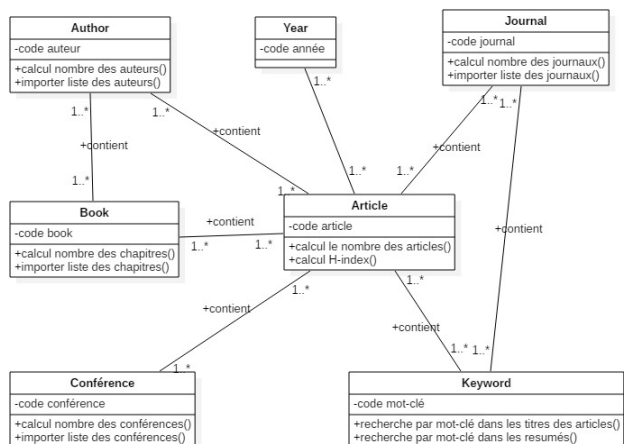 Author
-code auteur
+calcul nombre des auteurs()
+importer liste des auteurs()
Year
-code année
Journal
-code journal
+calcul nombre des journaux()
+importer liste des journaux()
1..*
1..*
1..*
1..*
1..*
+contient
+contient
+contient
1..*
1..*
1..*
1..*
Book
-code book
+calcul nombre des chapitres()
+importer liste des chapitres()
+contient
1..*
1..*
Article
-code article
+calcul le nombre des articles()
+calcul H-index()
+contient
1..*
1..*
+contient
+contient
1..*
1..*
1..*
Conférence
-code conférence
+calcul nombre des conférences()
+importer liste des conférences()
Keyword
-code mot-clé
+recherche par mot-clé dans les titres des articles()
+recherche par mot-clé dans les resumés()